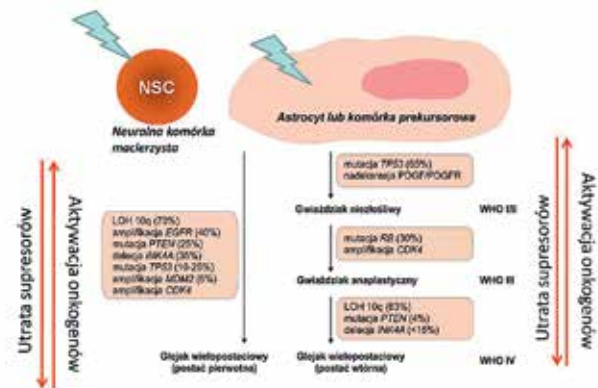 NSC
Neuralna komórka
macierzysta
Astrocyt lub komórka prekursorowa
Utrata supresorów
Aktywacja onkogenów
LOH 10q (70%)
amplifikacja EGFR (40%)
mutacja PTEN (25%)
delecja INK4A (35%)
mutacja TP53 (10-25%)
amplifikacja MDM2 (5%)
amplifikacja CDK4
Glejak wielopostaciowy
(postać pierwotna)
mutacja TP53 (65%)
nadekspresja PDGF/PDGFR
Gwiaździak niezłośliwy
WHO I/II
mutacja RB (30%)
amplifikacja CDK4
Gwiaździak anaplastyczny
WHO III
LOH 10q (63%)
mutacja PTEN (4%)
delecja INK4A (<15%)
Glejak wielopostaciowy
(postać wtórna)
WHO IV
Aktywacja onkogenów
Utrata supresorów